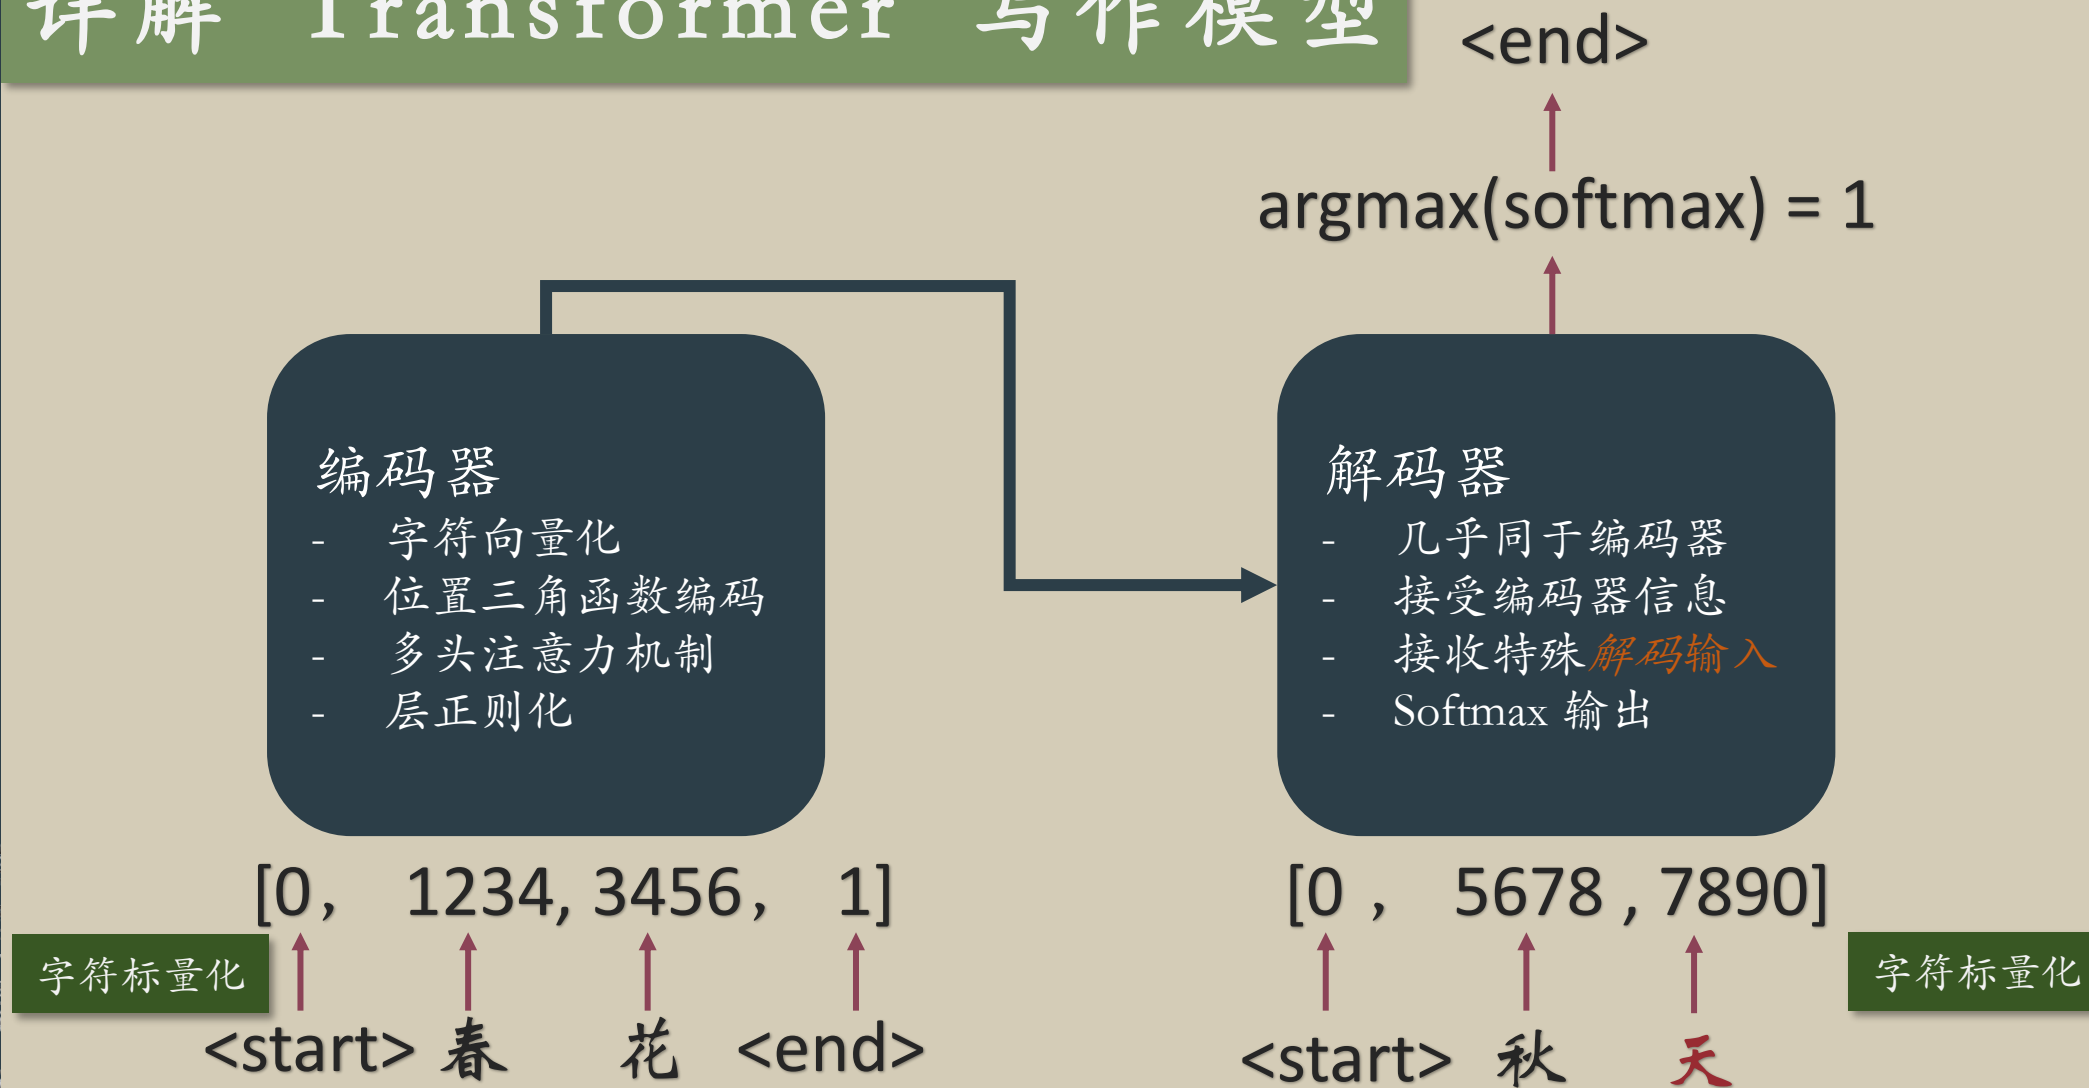 详解 Transformer 写作模型
<end>
argmax(softmax) = 1
编码器
- 字符向量化
- 位置三角函数编码
- 多头注意力机制
- 层正则化
解码器
- 几乎同于编码器
- 接受编码器信息
- 接收特殊解码输入
- Softmax 输出
[0， 1234, 3456， 1]
[0 ， 5678 , 7890]
字符标量化
字符标量化
<start> 春 花 <end>
<start> 秋 天